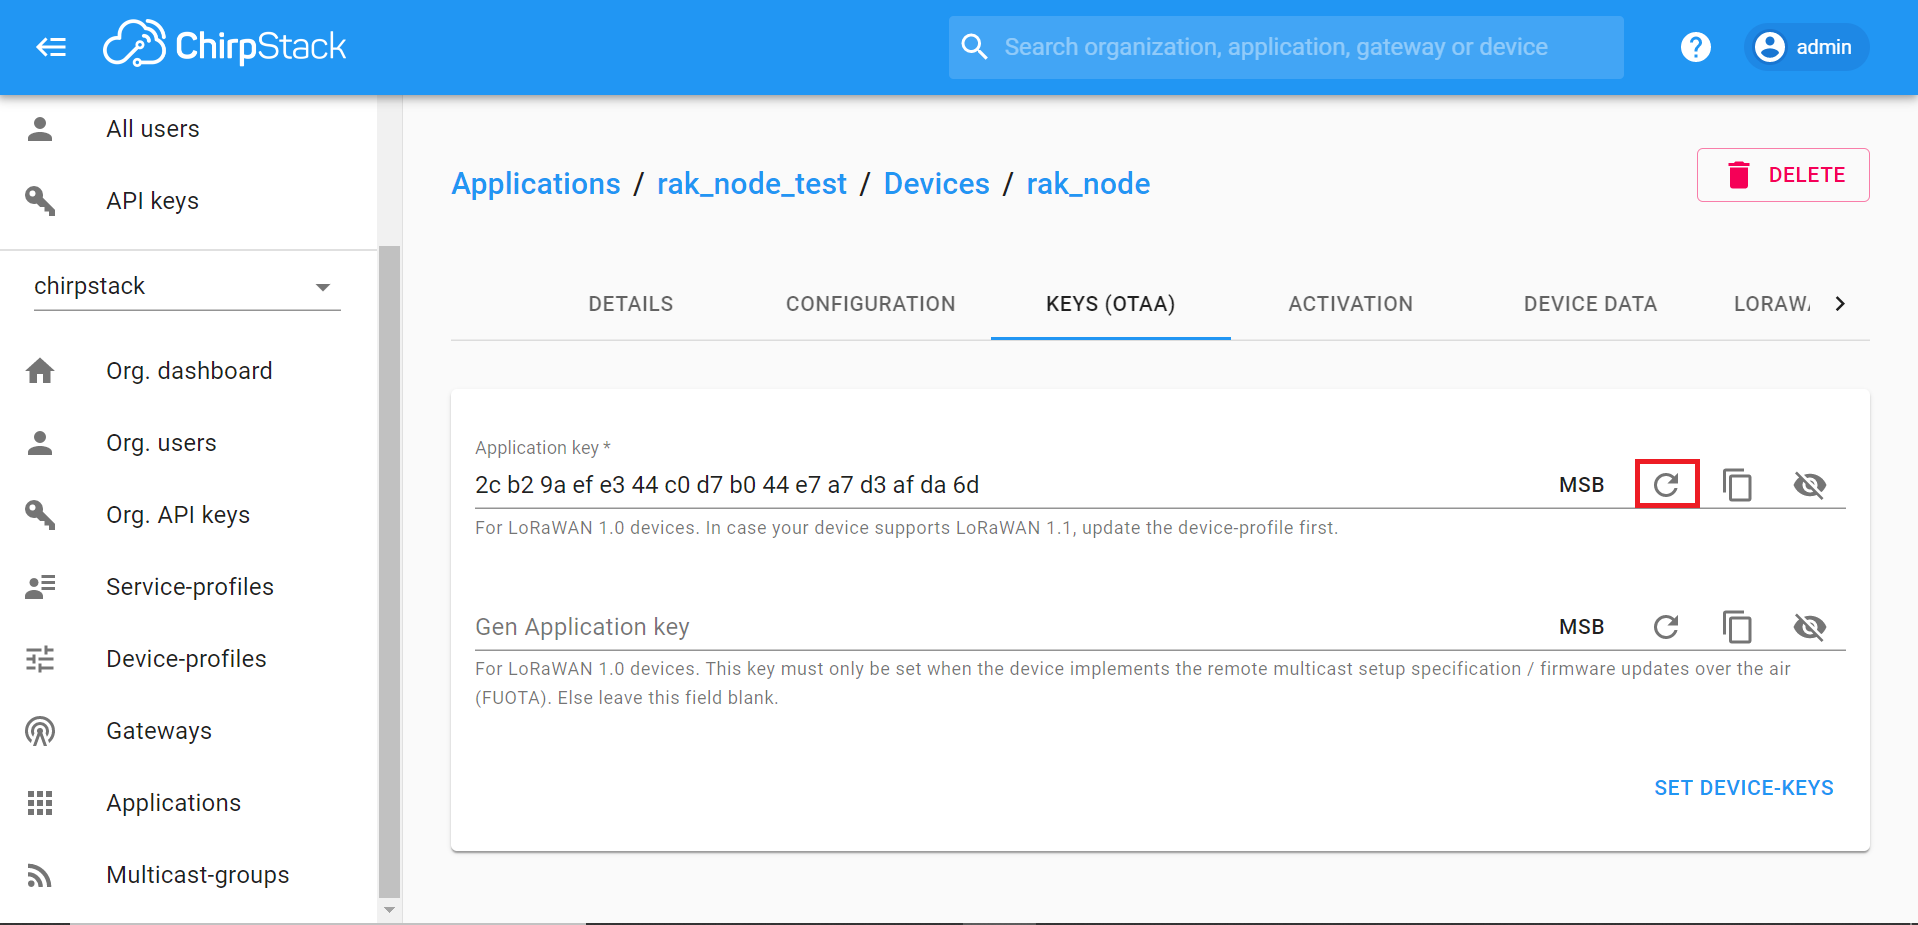 ChirpStack
Search organization, application, gateway or device
?
admin
All users
API keys
chirpstack
Org. dashboard
Org. users
Org. API keys
Service-profiles
Device-profiles
Gateways
Applications
Multicast-groups
Applications / rak_node_test / Devices / rak_node
DELETE
DETAILS
CONFIGURATION
KEYS (OTAA)
ACTIVATION
DEVICE DATA
LORAWA
Application key *
2c b2 9a ef e3 44 c0 d7 b0 44 e7 a7 d3 af da 6d
MSB
For LoRaWAN 1.0 devices. In case your device supports LoRaWAN 1.1, update the device-profile first.
Gen Application key
MSB
For LoRaWAN 1.0 devices. This key must only be set when the device implements the remote multicast setup specification / firmware updates over the air
(FUOTA). Else leave this field blank.
SET DEVICE-KEYS